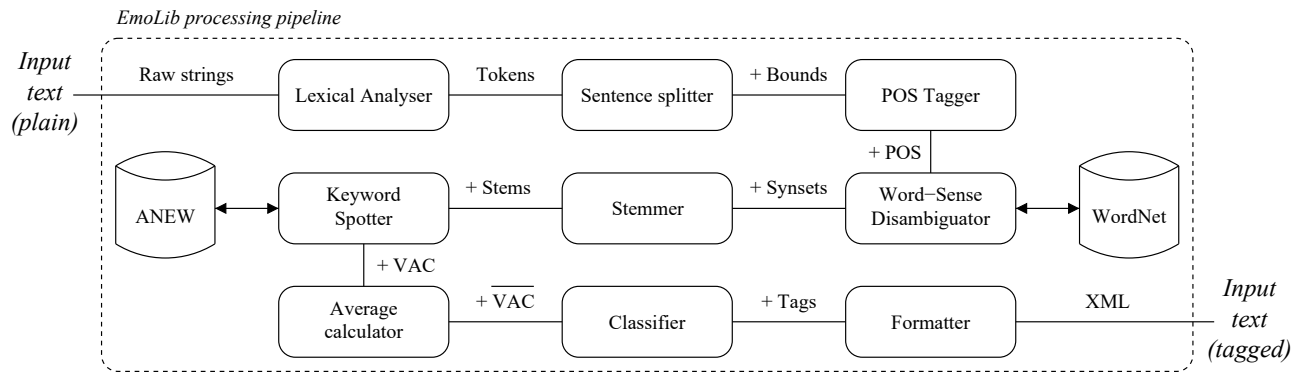 EmoLib processing pipeline
Input
text
(plain)
Raw strings
Lexical Analyser
Tokens
Sentence splitter
+ Bounds
POS Tagger
+ POS
ANEW
Keyword
Spotter
+ Stems
Stemmer
+ Synsets
Word−Sense
Disambiguator
WordNet
+ VAC
Average
calculator
+ V̅A̅C̅
Classifier
+ Tags
Formatter
XML
Input
text
(tagged)